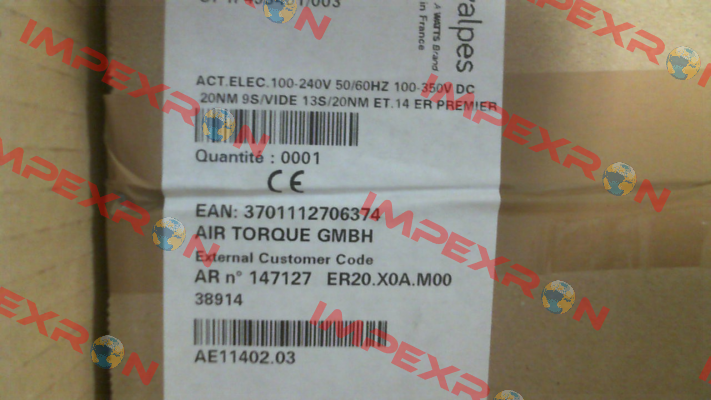 alpes
A WATTS Brand
in France
ACT.ELEC.100-240V 50/60HZ 100-350V DC
20NM 9S/VIDE 13S/20NM ET.14 ER PREMIER
Quantité : 0001
CE
EAN: 3701112706374
AIR TORQUE GMBH
External Customer Code
AR n° 147127 ER20.X0A.M00
38914
AE11402.03
IMPEXRON
IMPEXRON
IMPEXRON
IMPEXRON
IMPEXRON
IMPEXRON